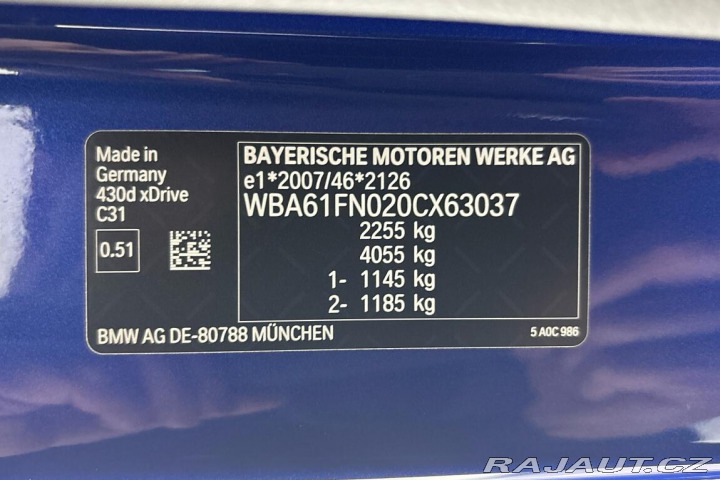 Made in
Germany
430d xDrive
C31
0.51
BAYERISCHE MOTOREN WERKE AG
e1*2007/46*2126
WBA61FN020CX63037
2255 kg
4055 kg
1- 1145 kg
2- 1185 kg
BMW AG DE-80788 MÜNCHEN
5 A0C 986
RAJAUT.CZ